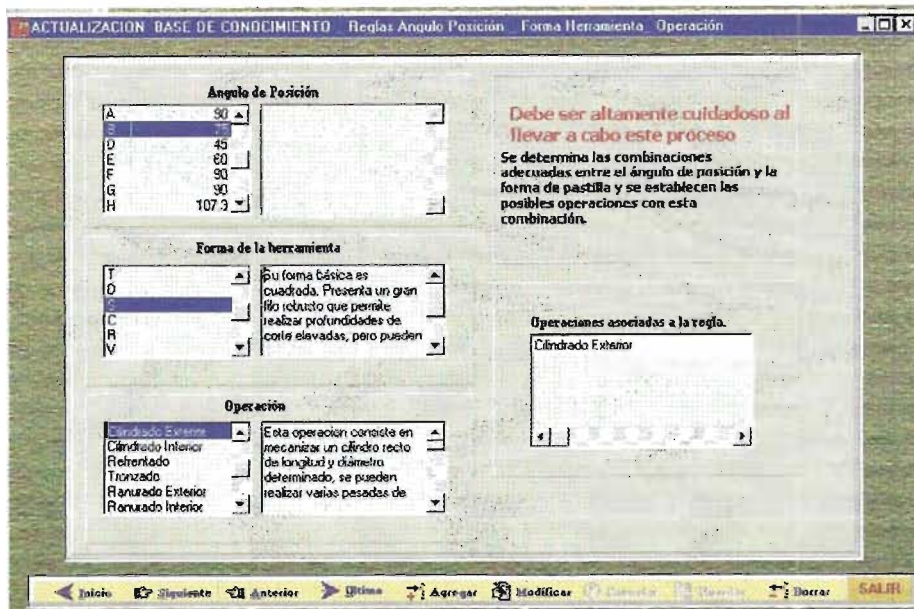 ACTUALIZACION BASE DE CONOCIMIENTO _ Reglas Angulo Posición _ Forma Herramienta _ Operación
Angulo de Posición
A 90
B 75
D 45
E 60
F 90
G 90
H 107.3
Debe ser altamente cuidadoso al
llevar a cabo este proceso
Se determina las combinaciones
adecuadas entre el ángulo de posición y la
forma de pastilla y se establecen las
posibles operaciones con esta
combinación.
Forma de la herramienta
T
D
S
C
R
V
Su forma básica es
cuadrada. Presenta un gran
filo robusto que permite
realizar profundidades de
corte elevadas, pero pueden
Operaciones asociadas a la regla.
Cilindrado Exterior
Operación
Cilindrado Exterior
Cilindrado Interior
Refrentado
Tronzado
Ranurado Exterior
Ranurado Interior
Esta operación consiste en
mecanizar un cilindro recto
de longitud y diámetro
determinado, se pueden
realizar varias pasadas de
Inicio Siguiente Anterior Ultimo Agregar Modificar Borrar SALIR